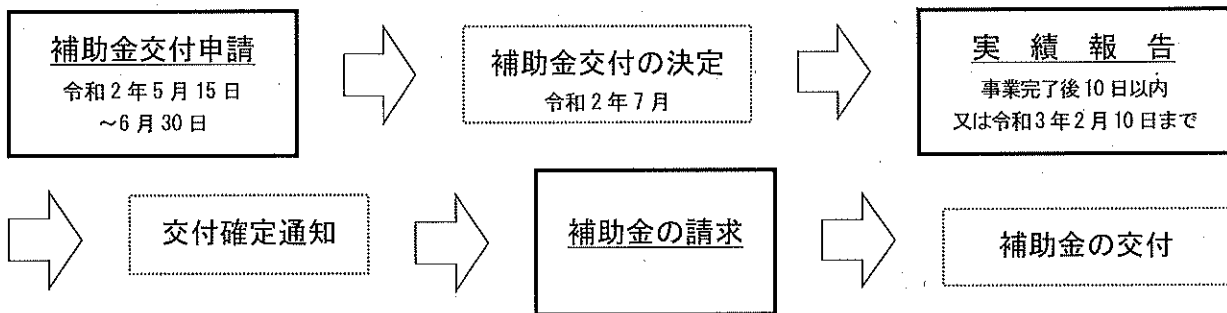 補助金交付申請
令和2年5月15日
～6月30日
補助金交付の決定
令和2年7月
実績報告
事業完了後10日以内
又は令和3年2月10日まで
交付確定通知
補助金の請求
補助金の交付